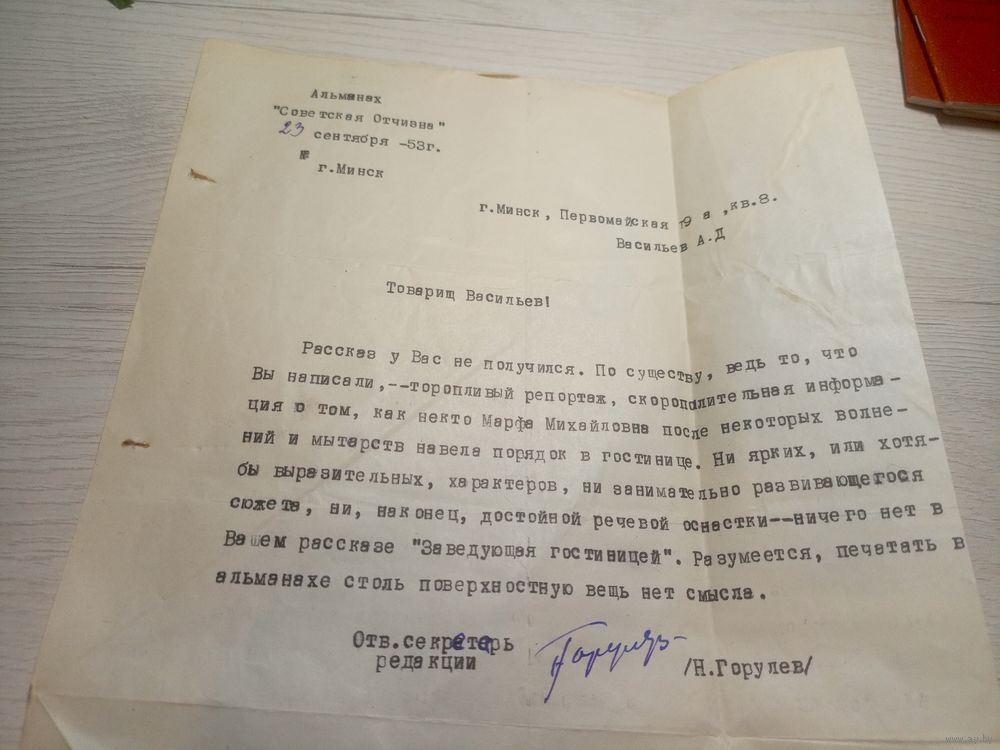 Альманах
"Советская Отчизна"
23 сентября -53г.
№
г.Минск
г.Минск, Первомайская 19 а ,кв.8.
Васильев А.Д
Товарищ Васильев!
Рассказ у Вас не получился. По существу, ведь то, что
Вы написали,--торопливый репортаж, скоропалительная информа-
ция о том, как некто Марфа Михайловна после некоторых волне-
ний и мытарств навела порядок в гостинице. Ни ярких, или хотя-
бы выразительных, характеров, ни занимательно развивающегося
сюжета, ни, наконец, достойной речевой оснастки--ничего нет в
Вашем рассказе "Заведующая гостиницей". Разумеется, печатать в
альманахе столь поверхностную вещь нет смысла.
Отв.секретарь
редакции
/Н.Горулев/
www.ay.by